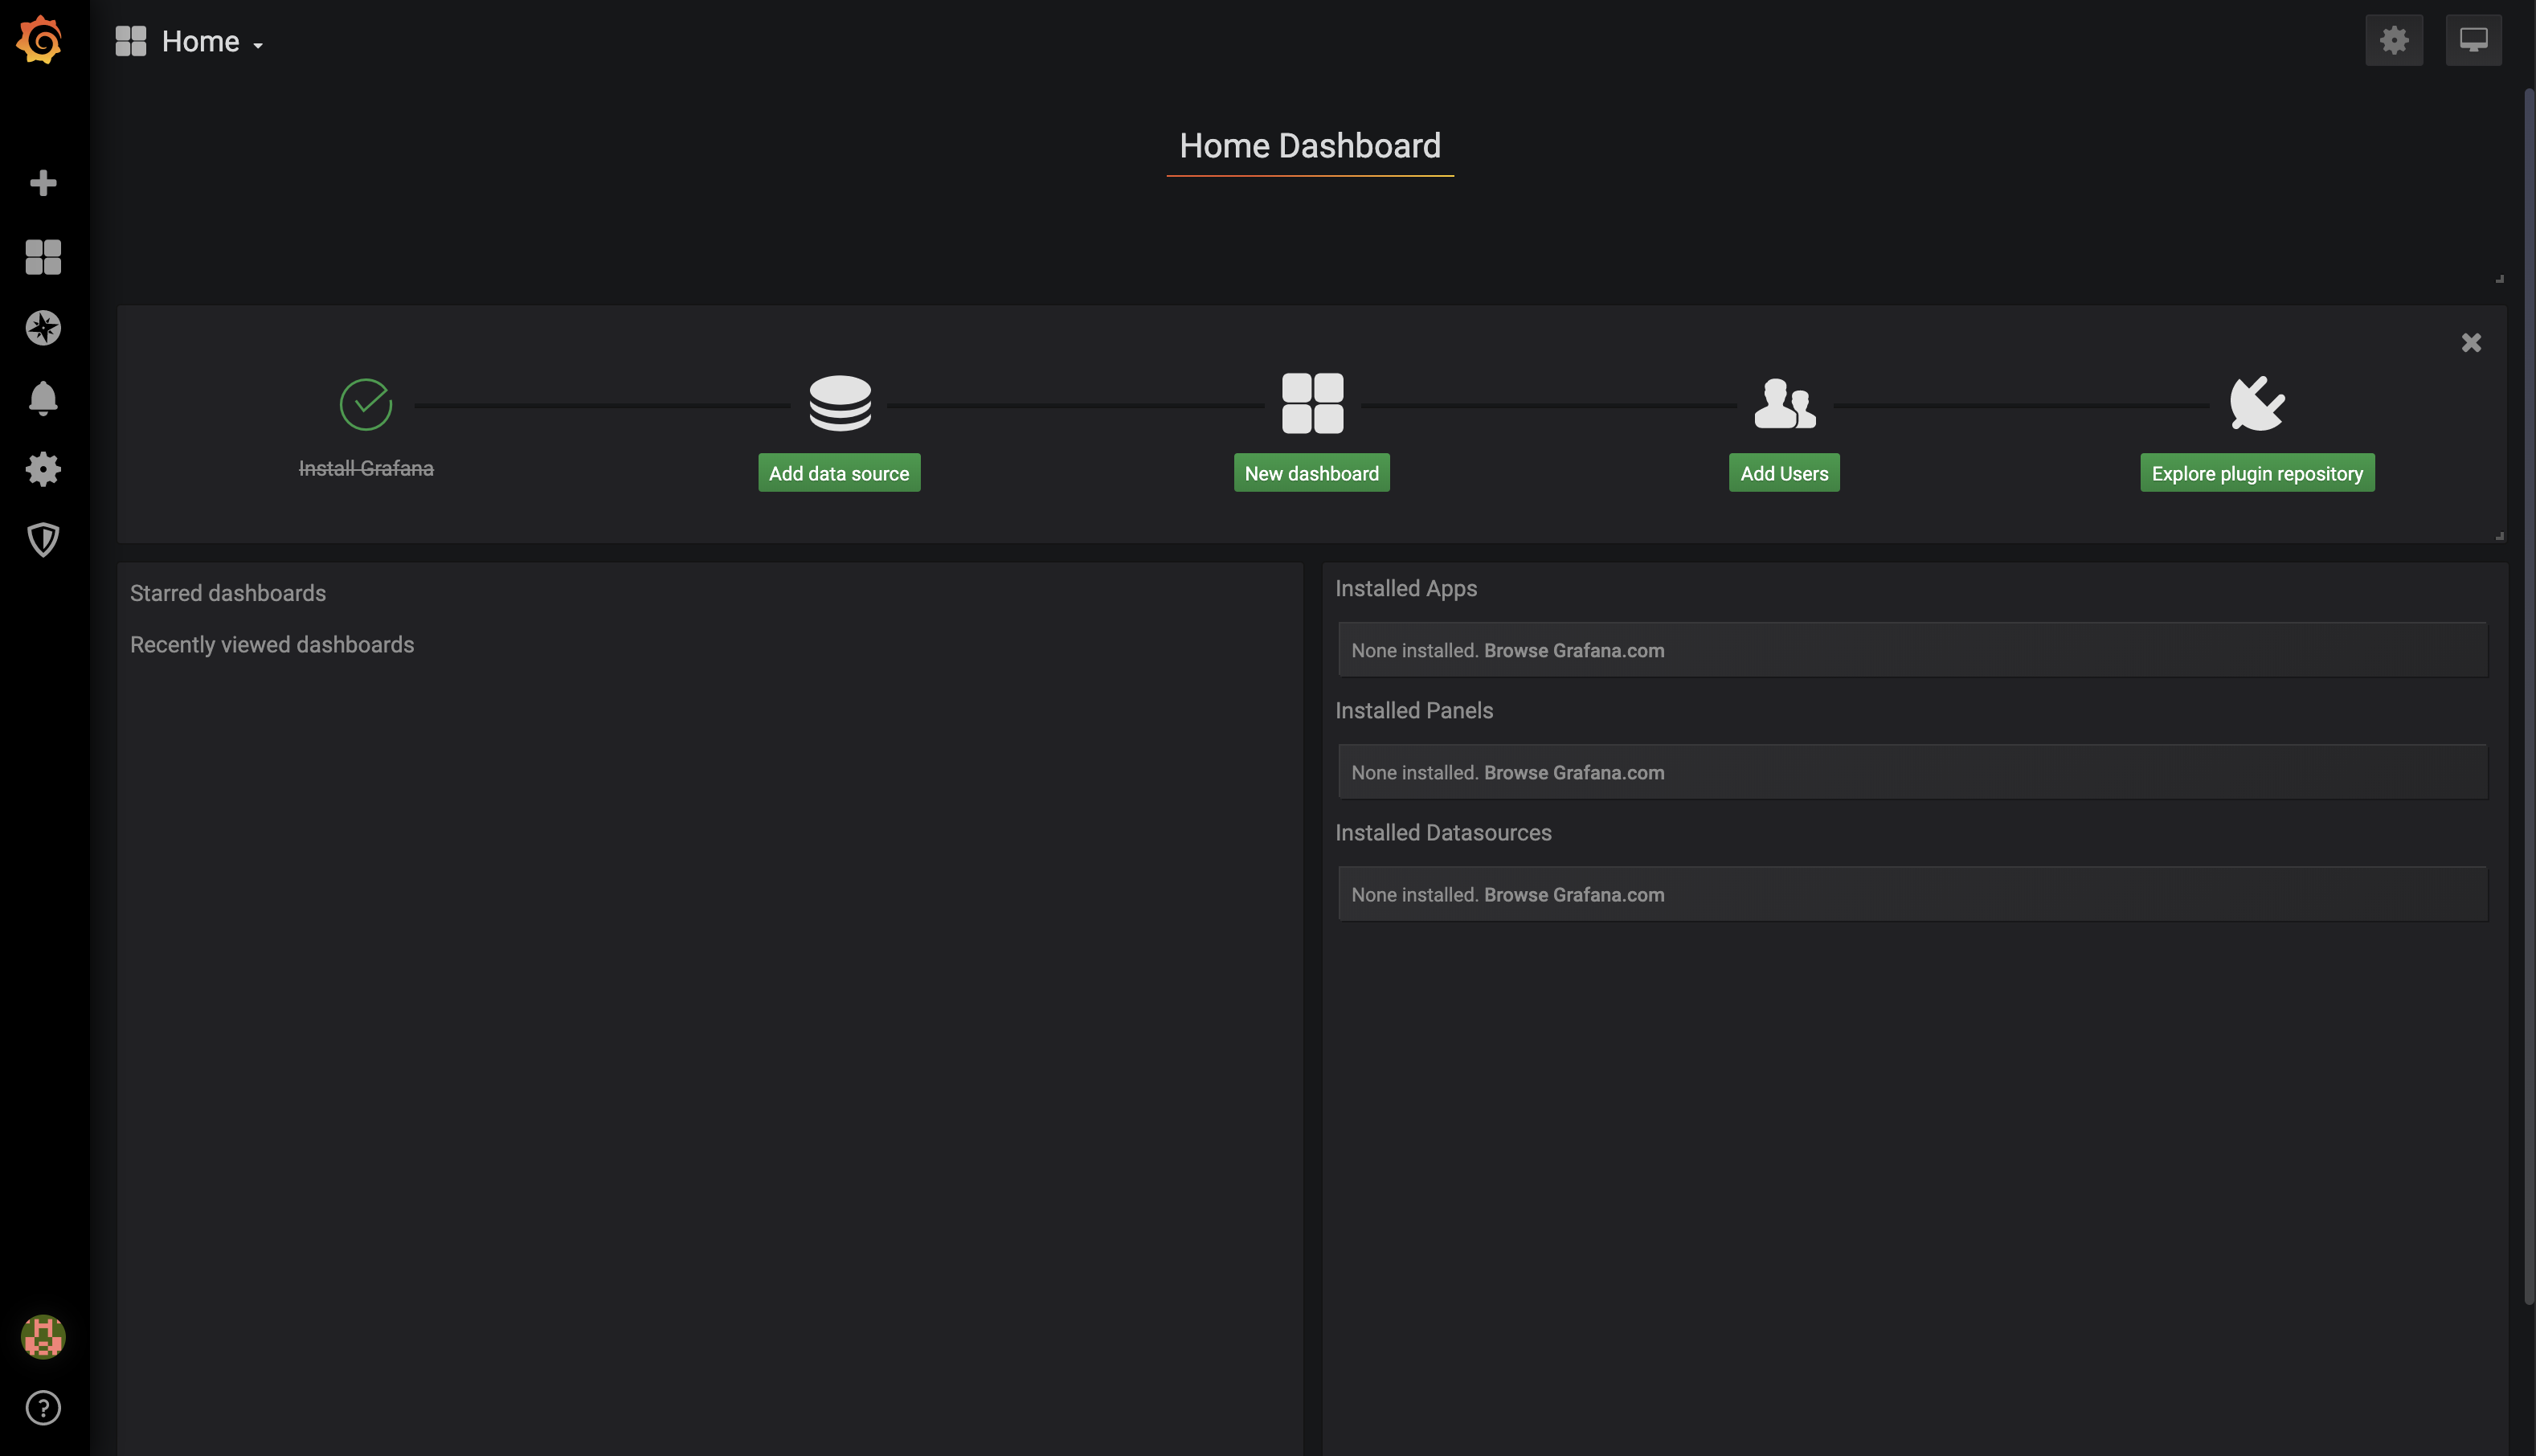 Home
Home Dashboard
Install Grafana
Add data source
New dashboard
Add Users
Explore plugin repository
Starred dashboards
Recently viewed dashboards
Installed Apps
None installed. Browse Grafana.com
Installed Panels
None installed. Browse Grafana.com
Installed Datasources
None installed. Browse Grafana.com